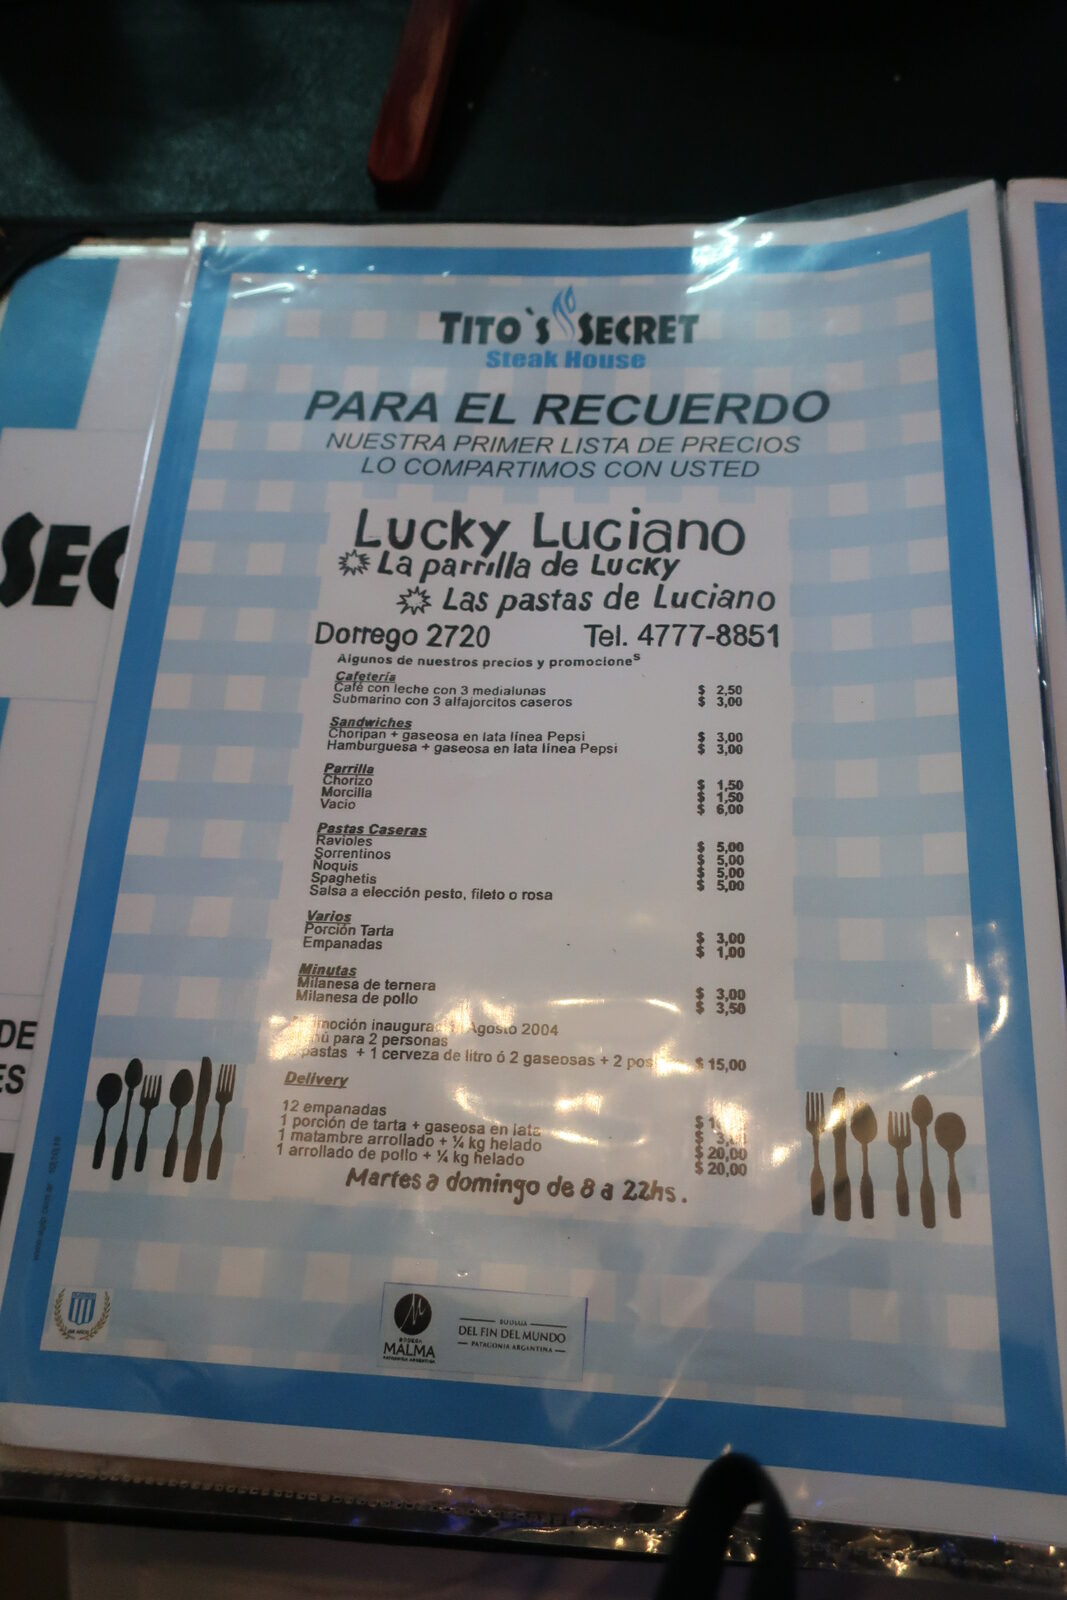 TITO`S SECRET
Steak House
PARA EL RECUERDO
NUESTRA PRIMER LISTA DE PRECIOS
LO COMPARTIMOS CON USTED
LUCKY LUCIANO
La parrilla de Lucky
Las pastas de Luciano
Dorrego 2720 Tel. 4777-8851
Algunos de nuestros precios y promociones
Cafetería
Café con leche con 3 medialunas $ 2,50
Submarino con 3 alfajorcitos caseros $ 3,00
Sandwiches
Choripan + gaseosa en lata línea Pepsi $ 3,00
Hamburguesa + gaseosa en lata línea Pepsi $ 3,00
Parrilla
Chorizo $ 1,50
Morcilla $ 1,50
Vacio $ 6,00
Pastas Caseras
Ravioles $ 5,00
Sorrentinos $ 5,00
Ñoquis $ 5,00
Spaghetis $ 5,00
Salsa a elección pesto, fileto o rosa
Varios
Porción Tarta $ 3,00
Empanadas $ 1,00
Minutas
Milanesa de ternera $ 3,00
Milanesa de pollo $ 3,50
Agosto 2004
para 2 personas
pastas + 1 cerveza de litro ó 2 gaseosas + 2 $ 15,00
Delivery
12 empanadas
1 porción de tarta + gaseosa en lata
1 matambre arrollado + ¼ kg helado $ 20,00
1 arrollado de pollo + ¼ kg helado $ 20,00
Martes a domingo de 8 a 22hs.
BODEGA
MALMA
PATAGONIA ARGENTINA
BODEGA
DEL FIN DEL MUNDO
PATAGONIA ARGENTINA
SEC
DE
ES